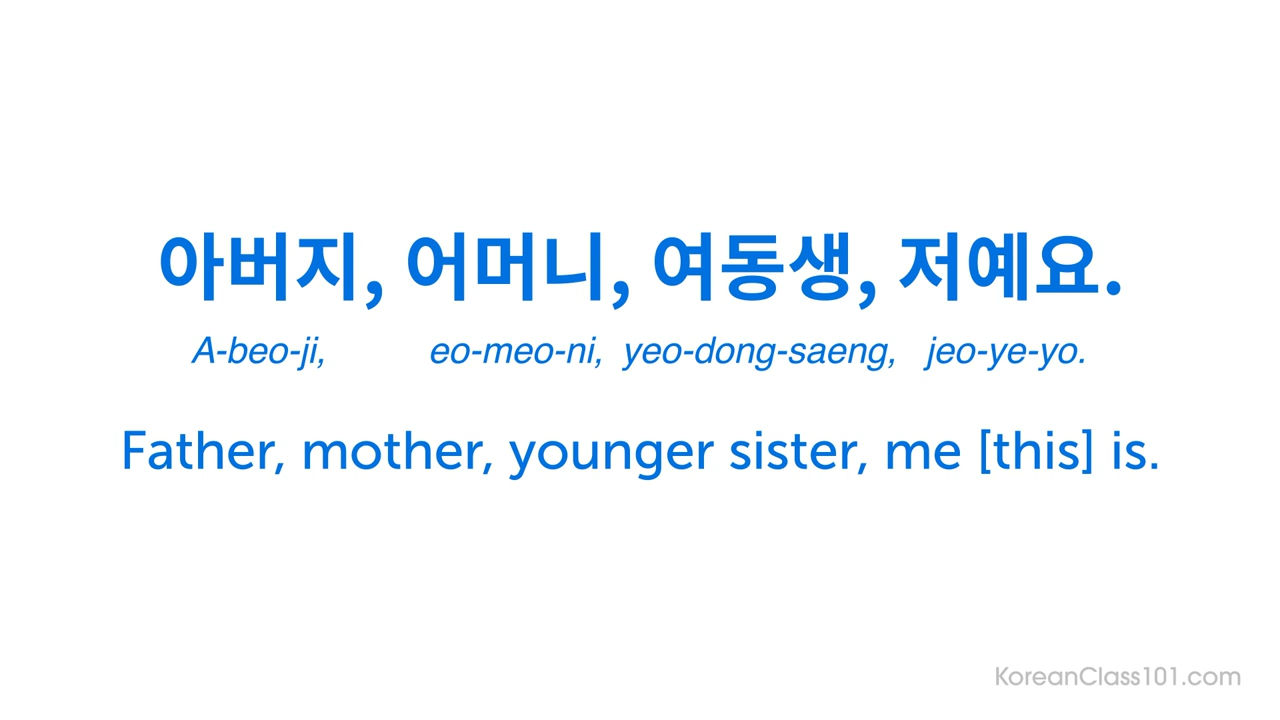 아버지, 어머니, 여동생, 저예요.
A-beo-ji, eo-meo-ni, yeo-dong-saeng, jeo-ye-yo.
Father, mother, younger sister, me [this] is.
KoreanClass101.com